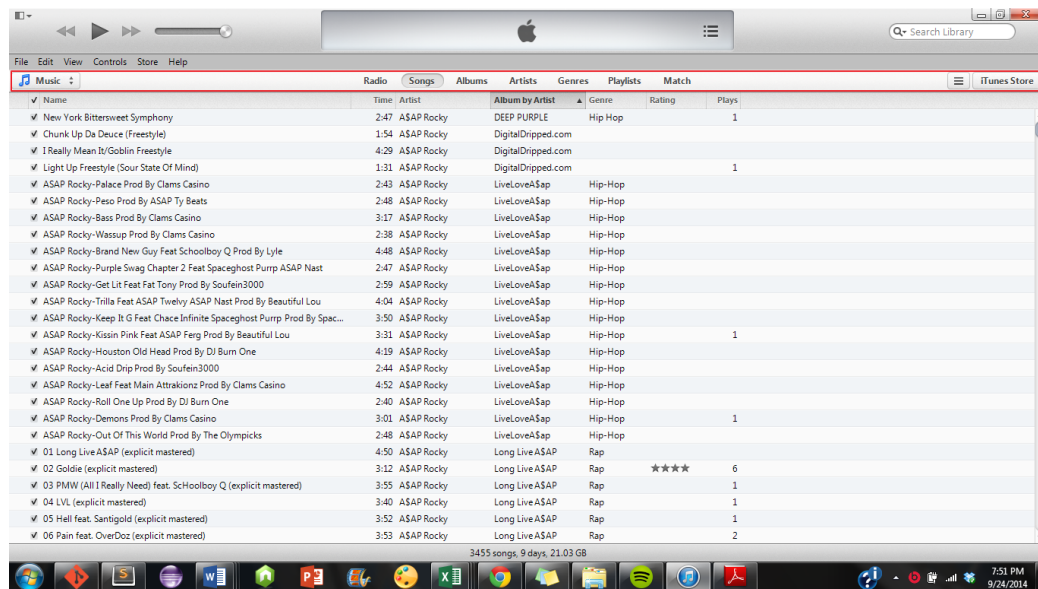 Search Library
File Edit View Controls Store Help
Music Radio Songs Albums Artists Genres Playlists Match iTunes Store
Name Time Artist Album by Artist Genre Rating Plays
New York Bittersweet Symphony 2:47 A$AP Rocky DEEP PURPLE Hip Hop 1
Chunk Up Da Deuce (Freestyle) 1:54 A$AP Rocky DigitalDripped.com
I Really Mean It/Goblin Freestyle 4:29 A$AP Rocky DigitalDripped.com
Light Up Freestyle (Sour State Of Mind) 1:31 A$AP Rocky DigitalDripped.com 1
ASAP Rocky-Palace Prod By Clams Casino 2:43 A$AP Rocky LiveLoveA$ap Hip-Hop
ASAP Rocky-Peso Prod By ASAP Ty Beats 2:48 A$AP Rocky LiveLoveA$ap Hip-Hop
ASAP Rocky-Bass Prod By Clams Casino 3:17 A$AP Rocky LiveLoveA$ap Hip-Hop
ASAP Rocky-Wassup Prod By Clams Casino 2:38 A$AP Rocky LiveLoveA$ap Hip-Hop
ASAP Rocky-Brand New Guy Feat Schoolboy Q Prod By Lyle 4:48 A$AP Rocky LiveLoveA$ap Hip-Hop
ASAP Rocky-Purple Swag Chapter 2 Feat Spaceghost Purrp ASAP Nast 2:47 A$AP Rocky LiveLoveA$ap Hip-Hop
ASAP Rocky-Get Lit Feat Fat Tony Prod By Soufein3000 2:59 A$AP Rocky LiveLoveA$ap Hip-Hop
ASAP Rocky-Trilla Feat ASAP Twelvy ASAP Nast Prod By Beautiful Lou 4:04 A$AP Rocky LiveLoveA$ap Hip-Hop
ASAP Rocky-Keep It G Feat Chace Infinite Spaceghost Purrp Prod By Spac... 3:50 A$AP Rocky LiveLoveA$ap Hip-Hop
ASAP Rocky-Kissin Pink Feat ASAP Ferg Prod By Beautiful Lou 3:31 A$AP Rocky LiveLoveA$ap Hip-Hop 1
ASAP Rocky-Houston Old Head Prod By DJ Burn One 4:19 A$AP Rocky LiveLoveA$ap Hip-Hop
ASAP Rocky-Acid Drip Prod By Soufein3000 2:44 A$AP Rocky LiveLoveA$ap Hip-Hop
ASAP Rocky-Leaf Feat Main Attrakionz Prod By Clams Casino 4:52 A$AP Rocky LiveLoveA$ap Hip-Hop
ASAP Rocky-Roll One Up Prod By DJ Burn One 2:40 A$AP Rocky LiveLoveA$ap Hip-Hop
ASAP Rocky-Demons Prod By Clams Casino 3:01 A$AP Rocky LiveLoveA$ap Hip-Hop 1
ASAP Rocky-Out Of This World Prod By The Olympicks 2:48 A$AP Rocky LiveLoveA$ap Hip-Hop
01 Long Live A$AP (explicit mastered) 4:50 A$AP Rocky Long Live A$AP Rap
02 Goldie (explicit mastered) 3:12 A$AP Rocky Long Live A$AP Rap ★★★★ 6
03 PMW (All I Really Need) feat. ScHoolboy Q (explicit mastered) 3:55 A$AP Rocky Long Live A$AP Rap 1
04 LVL (explicit mastered) 3:40 A$AP Rocky Long Live A$AP Rap 1
05 Hell feat. Santigold (explicit mastered) 3:52 A$AP Rocky Long Live A$AP Rap 1
06 Pain feat. OverDoz (explicit mastered) 3:53 A$AP Rocky Long Live A$AP Rap 2
3455 songs, 9 days, 21.03 GB
7:51 PM
9/24/2014